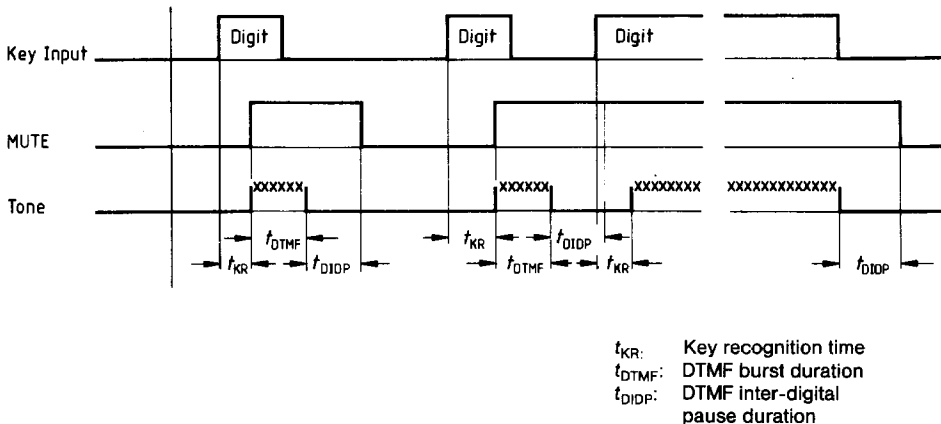 Digit Digit Digit
Key Input
MUTE
xxxxxx xxxxxx xxxxxxxx xxxxxxxxxxxxx
Tone
tDTMF tKR tDIDP
tKR tDIDP tDTMF tKR tDIDP
tKR: Key recognition time
tDTMF: DTMF burst duration
tDIDP: DTMF inter-digital
pause duration